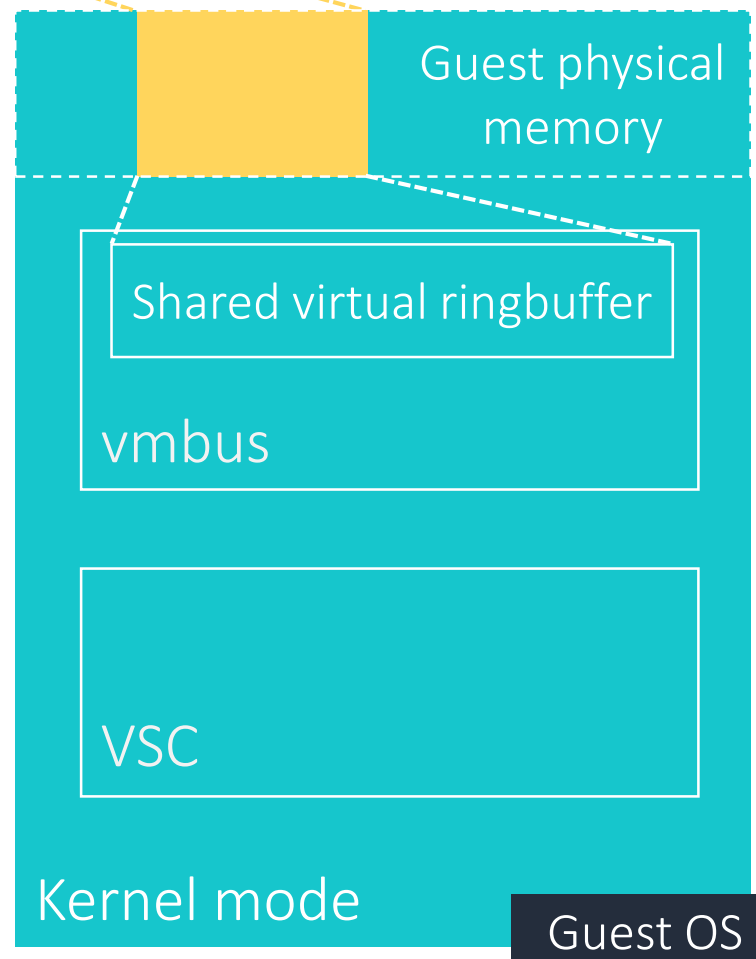 Guest physical
memory
Shared virtual ringbuffer
vmbus
VSC
Kernel mode
Guest OS